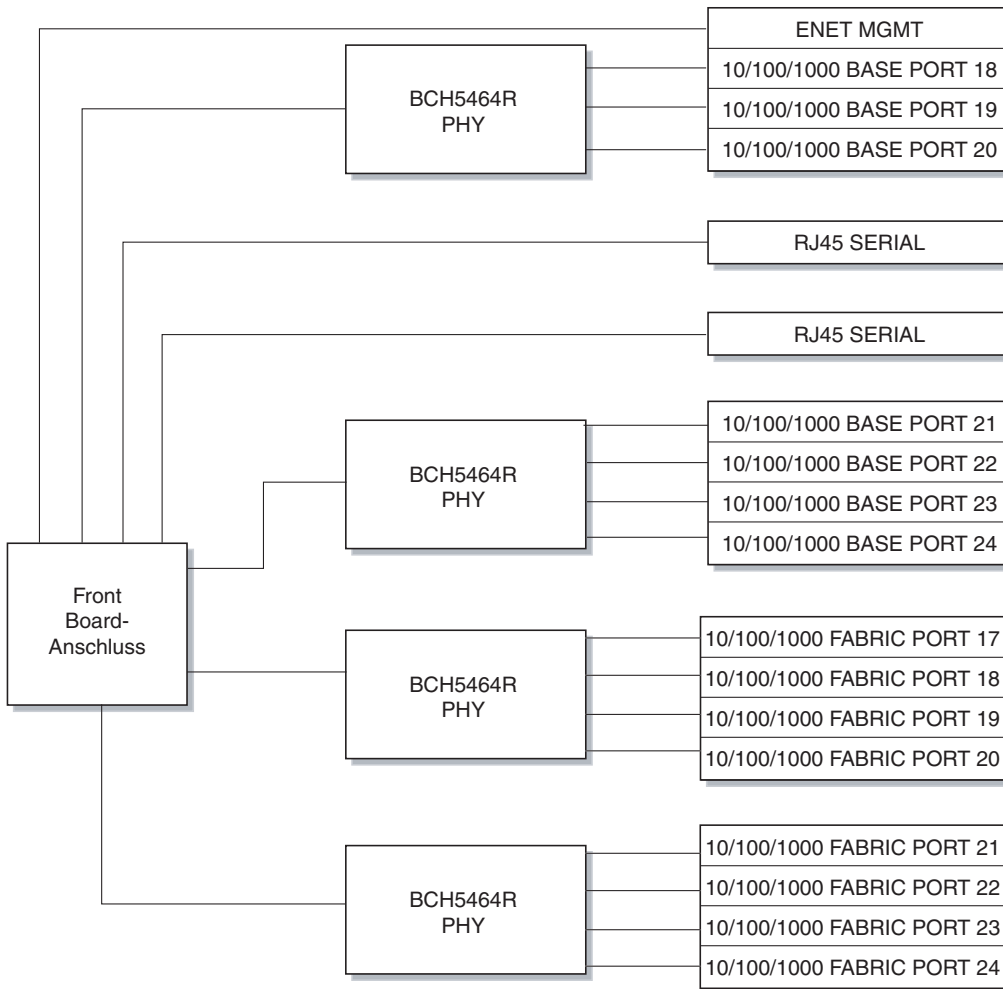 ENET MGMT
10/100/1000 BASE PORT 18
10/100/1000 BASE PORT 19
10/100/1000 BASE PORT 20
BCH5464R
PHY
RJ45 SERIAL
RJ45 SERIAL
10/100/1000 BASE PORT 21
10/100/1000 BASE PORT 22
10/100/1000 BASE PORT 23
10/100/1000 BASE PORT 24
BCH5464R
PHY
Front
Board-
Anschluss
10/100/1000 FABRIC PORT 17
10/100/1000 FABRIC PORT 18
10/100/1000 FABRIC PORT 19
10/100/1000 FABRIC PORT 20
BCH5464R
PHY
10/100/1000 FABRIC PORT 21
10/100/1000 FABRIC PORT 22
10/100/1000 FABRIC PORT 23
10/100/1000 FABRIC PORT 24
BCH5464R
PHY